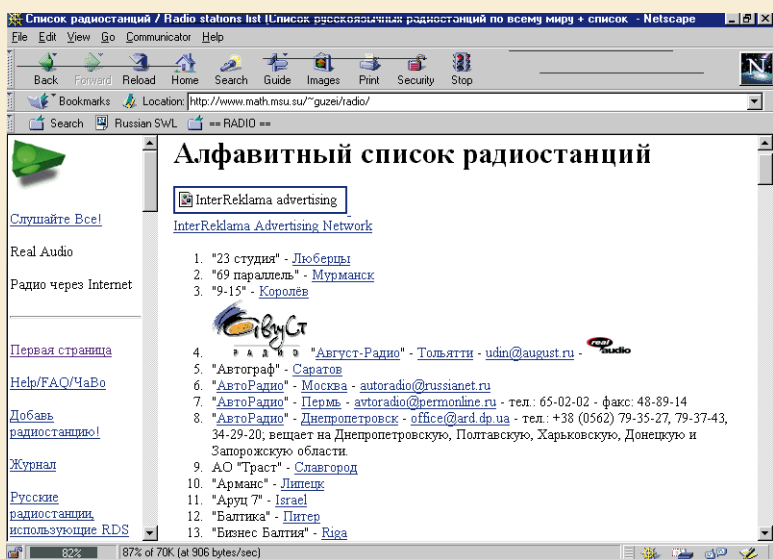 Список радиостанций / Radio stations list [Список русскоязычных радиостанций по всему миру + список - Netscape
File Edit View Go Communicator Help
Back Forward Reload Home Search Guide Images Print Security Stop
N
Bookmarks Location: http://www.math.msu.su/~guzei/radio/
Search Russian SWL == RADIO ==
Слушайте Все!
Real Audio
Радио через Internet
Первая страница
Help/FAQ/ЧаВо
Добавь
радиостанцию!
Журнал
Русские
радиостанции,
использующие RDS
Алфавитный список радиостанций
InterReklama advertising
InterReklama Advertising Network
1. "23 студия" - Люберцы
2. "69 параллель" - Мурманск
3. "9-15" - Королёв
Август
РАДИО
real audio
4. "Август-Радио" - Тольятти - udin@august.ru -
5. "Автограф" - Саратов
6. "АвтоРадио" - Москва - autoradio@russianet.ru
7. "АвтоРадио" - Пермь - avtoradio@permonline.ru - тел.: 65-02-02 - факс: 48-89-14
8. "АвтоРадио" - Днепропетровск - office@ard.dp.ua - тел.: +38 (0562) 79-35-27, 79-37-43,
34-29-20; вещает на Днепропетровскую, Полтавскую, Харьковскую, Донецкую и
Запорожскую области.
9. АО "Траст" - Славгород
10. "Арманс" - Липецк
11. "Аруц 7" - Israel
12. "Балтика" - Питер
13. "Бизнес Балтия" - Riga
82% 87% of 70K (at 906 bytes/sec)